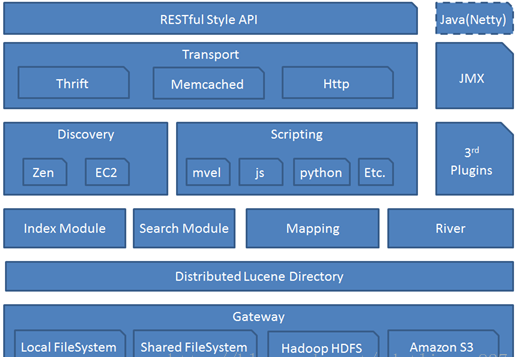 RESTful Style API
Java(Netty)
Transport
Thrift
Memcached
Http
JMX
Discovery
Zen
EC2
Scripting
mvel
js
python
Etc.
3rd
Plugins
Index Module
Search Module
Mapping
River
Distributed Lucene Directory
Gateway
Local FileSystem
Shared FileSystem
Hadoop HDFS
Amazon S3